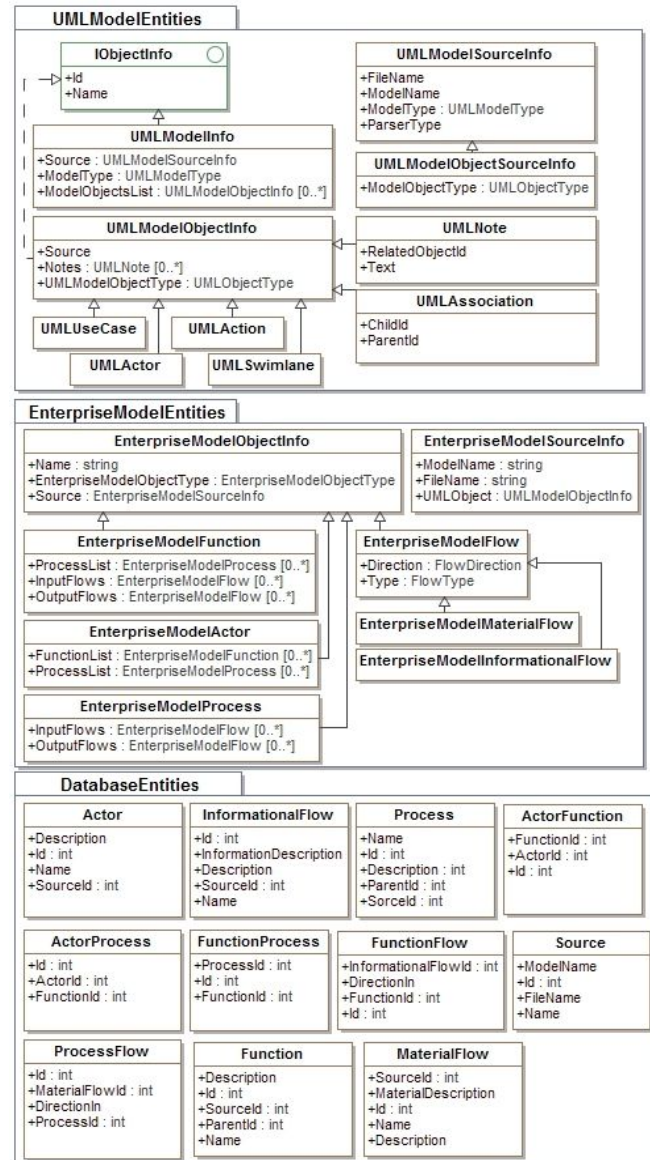 UMLModelEntities
IObjectInfo
+Id
+Name
UMLModelSourceInfo
+FileName
+ModelName
+ModelType : UMLModelType
+ParserType
UMLModelInfo
+Source : UMLModelSourceInfo
+ModelType : UMLModelType
+ModelObjectsList : UMLModelObjectInfo [0..*]
UMLModelObjectSourceInfo
+ModelObjectType : UMLObjectType
UMLModelObjectInfo
+Source
+Notes : UMLNote [0..*]
+UMLModelObjectType : UMLObjectType
UMLNote
+RelatedObjectId
+Text
UMLAssociation
+ChildId
+ParentId
UMLUseCase
UMLAction
UMLActor
UMLSwimlane
EnterpriseModelEntities
EnterpriseModelObjectInfo
+Name : string
+EnterpriseModelObjectType : EnterpriseModelObjectType
+Source : EnterpriseModelSourceInfo
EnterpriseModelSourceInfo
+ModelName : string
+FileName : string
+UMLObject : UMLModelObjectInfo
EnterpriseModelFunction
+ProcessList : EnterpriseModelProcess [0..*]
+InputFlows : EnterpriseModelFlow [0..*]
+OutputFlows : EnterpriseModelFlow [0..*]
EnterpriseModelFlow
+Direction : FlowDirection
+Type : FlowType
EnterpriseModelMaterialFlow
EnterpriseModelInformationalFlow
EnterpriseModelActor
+FunctionList : EnterpriseModelFunction [0..*]
+ProcessList : EnterpriseModelProcess [0..*]
EnterpriseModelProcess
+InputFlows : EnterpriseModelFlow [0..*]
+OutputFlows : EnterpriseModelFlow [0..*]
DatabaseEntities
Actor
+Description
+Id : int
+Name
+SourceId : int
InformationalFlow
+Id : int
+InformationDescription
+Description
+SourceId : int
+Name
Process
+Name
+Id : int
+Description : int
+ParentId : int
+SorceId : int
ActorFunction
+FunctionId : int
+ActorId : int
+Id : int
ActorProcess
+Id : int
+ActorId : int
+FunctionId : int
FunctionProcess
+ProcessId : int
+Id : int
+FunctionId : int
FunctionFlow
+InformationalFlowId : int
+DirectionIn
+FunctionId : int
+Id : int
Source
+ModelName
+Id : int
+FileName
+Name
ProcessFlow
+Id : int
+MaterialFlowId : int
+DirectionIn
+ProcessId : int
Function
+Description
+Id : int
+SourceId : int
+ParentId : int
+Name
MaterialFlow
+SourceId : int
+MaterialDescription
+Id : int
+Name
+Description